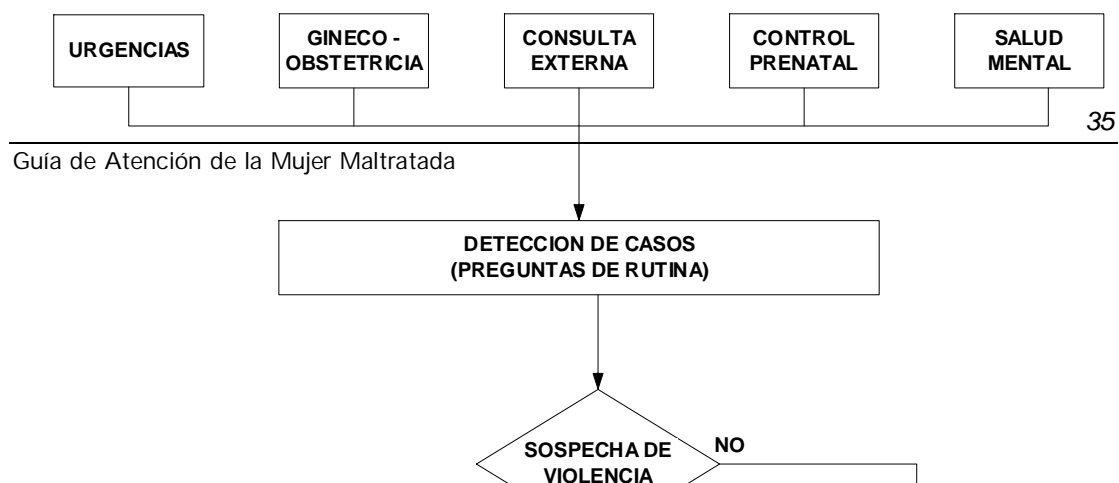 URGENCIAS
GINECO -
OBSTETRICIA
CONSULTA
EXTERNA
CONTROL
PRENATAL
SALUD
MENTAL
35
Guía de Atención de la Mujer Maltratada
DETECCION DE CASOS
(PREGUNTAS DE RUTINA)
SOSPECHA DE
VIOLENCIA
NO